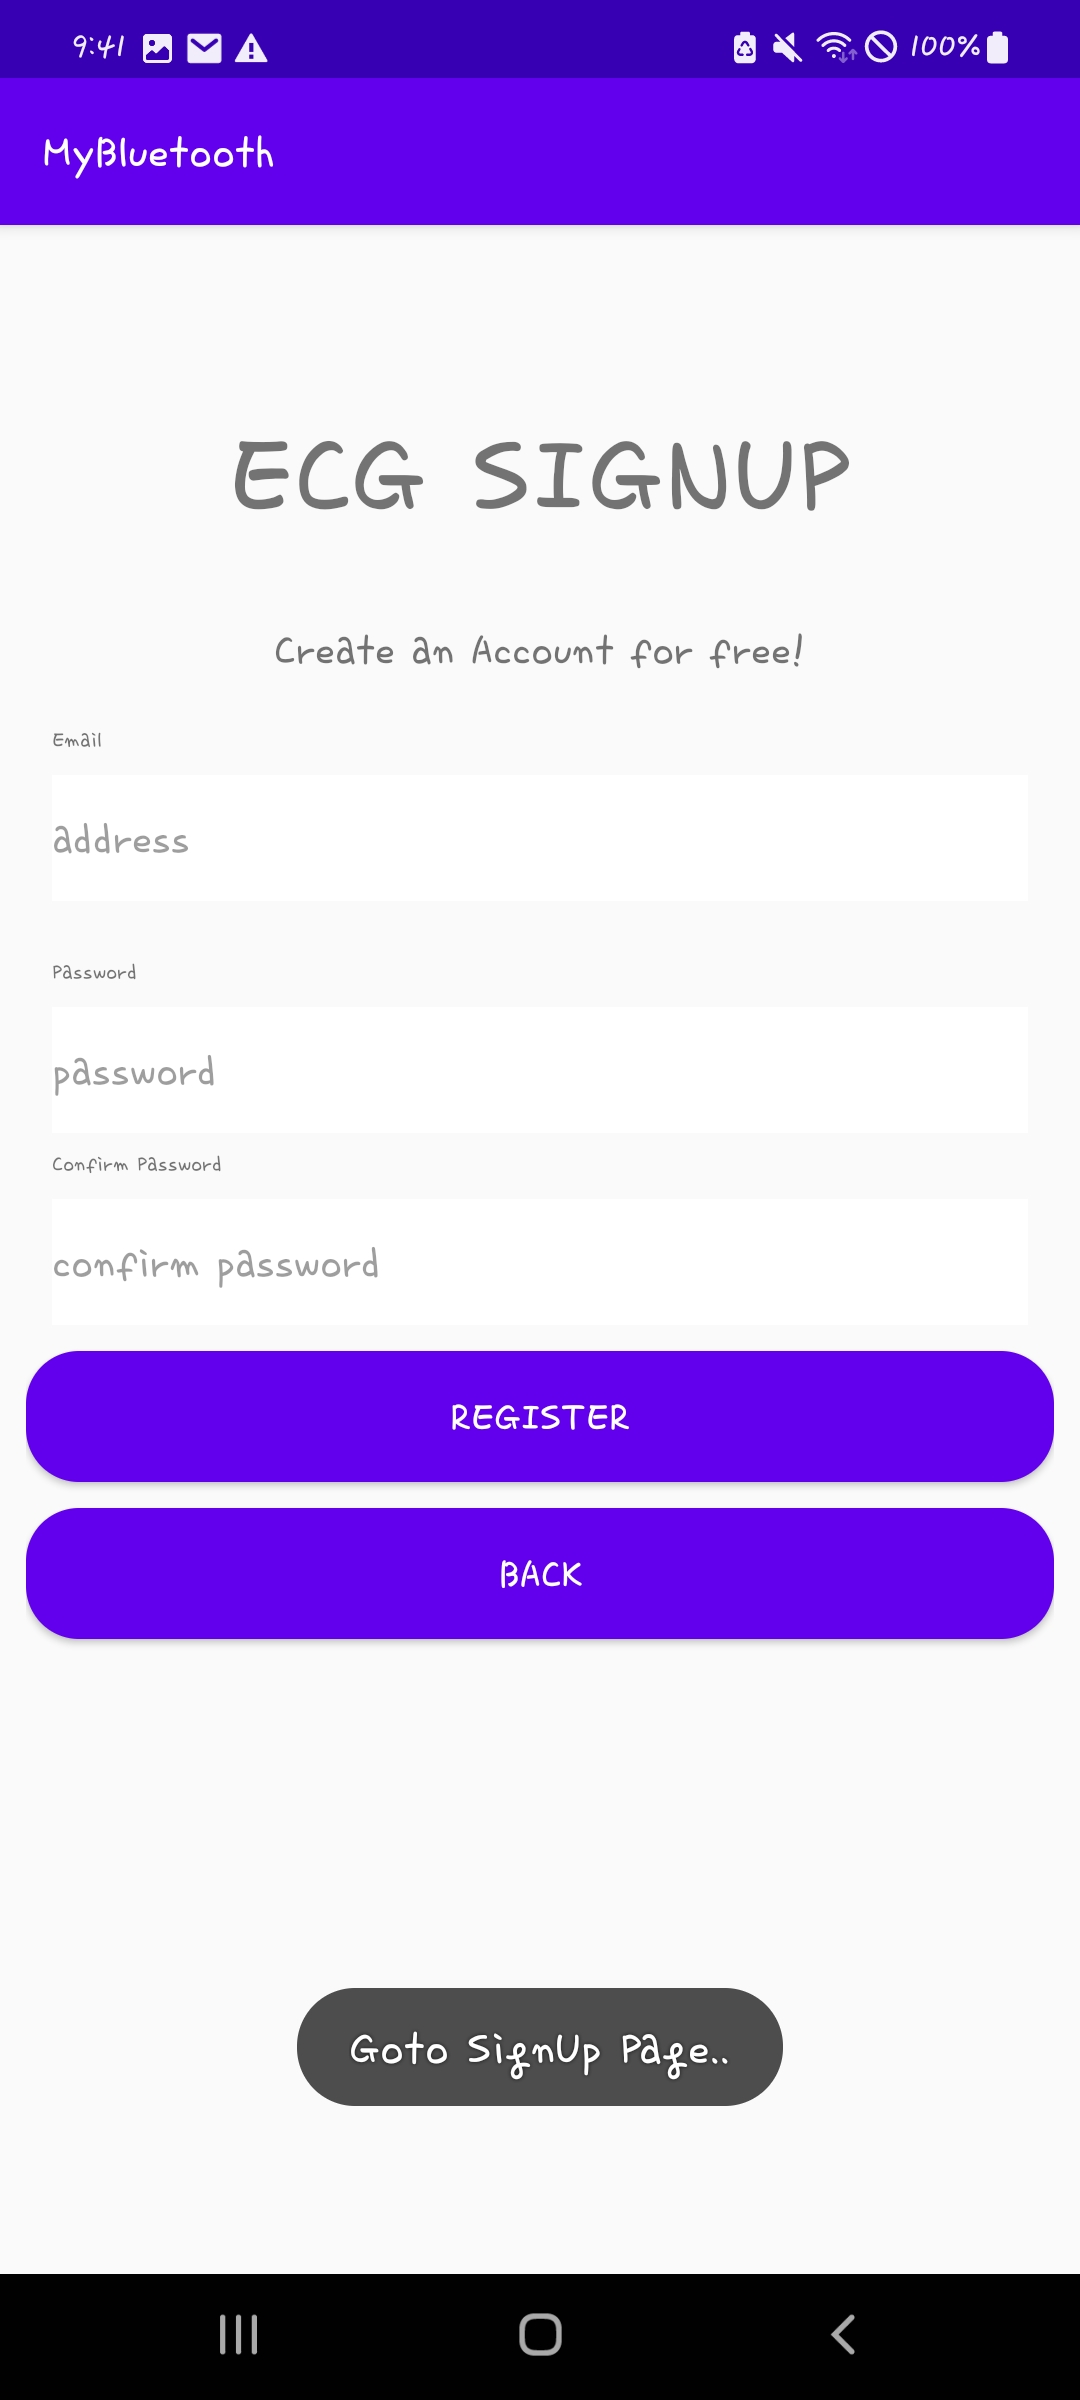 9:41 100%
MyBluetooth
ECG SIGNUP
Create an Account for free!
Email
address
Password
password
Confirm Password
confirm password
REGISTER
BACK
Goto SignUp Page..